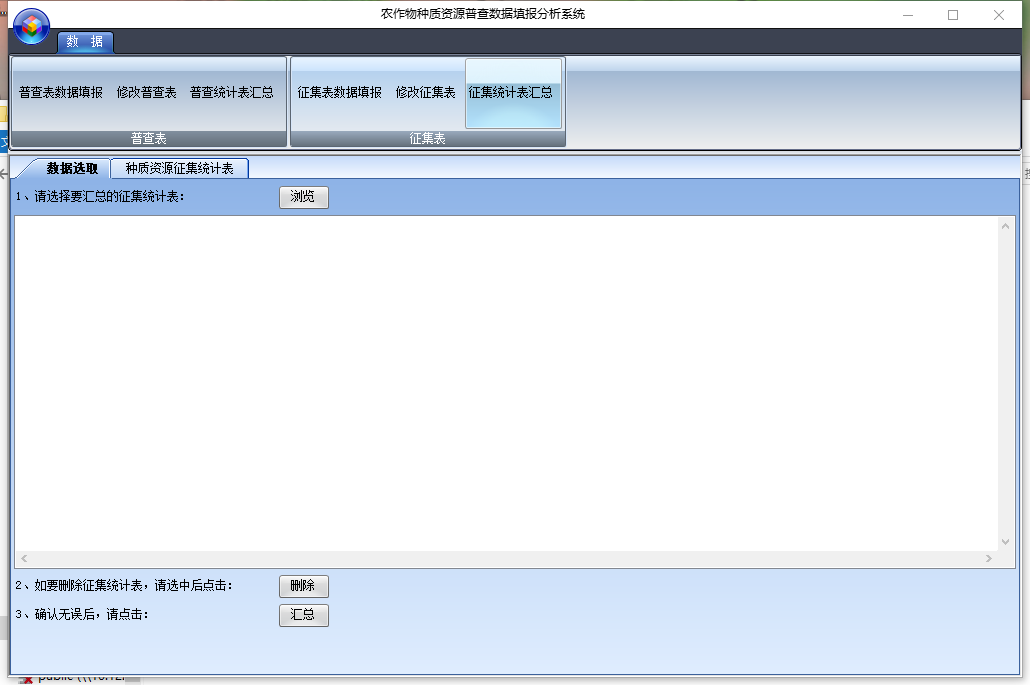 农作物种质资源普查数据填报分析系统
数 据
普查表数据填报 修改普查表 普查统计表汇总 征集表数据填报 修改征集表 征集统计表汇总
普查表 征集表
数据选取 种质资源征集统计表
1、请选择要汇总的征集统计表: 浏览
2、如要删除征集统计表,请选中后点击: 删除
3、确认无误后,请点击: 汇总